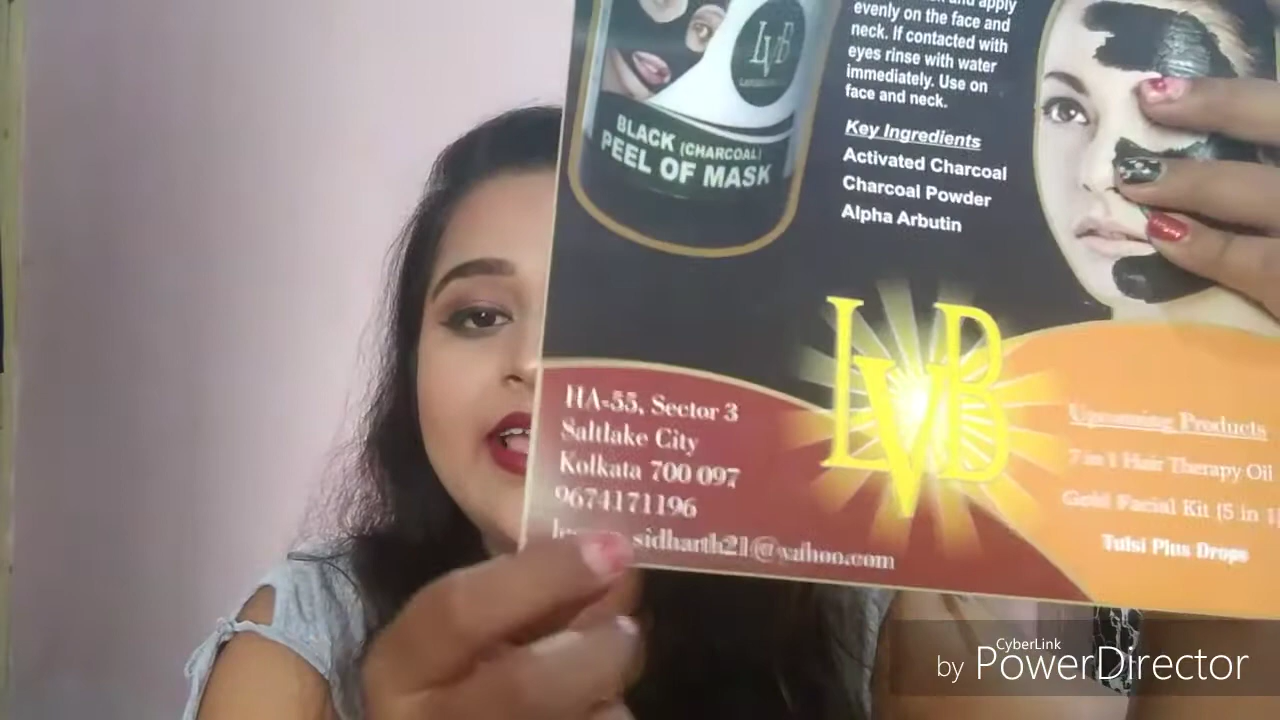 evenly on the face and
neck. If contacted with
eyes rinse with water
immediately. Use on
face and neck.
Key Ingredients
Activated Charcoal
Charcoal Powder
Alpha Arbutin
LVB
BLACK (CHARCOAL)
PEEL OF MASK
LVB
HA-55, Sector 3
Saltlake City
Kolkata 700 097
9674171196
sidharth21@yahoo.com
Upcoming Products
7 in 1 Hair Therapy Oil
Gold Facial Kit (5 in 1
Tulsi Plus Drops
CyberLink
by PowerDirector